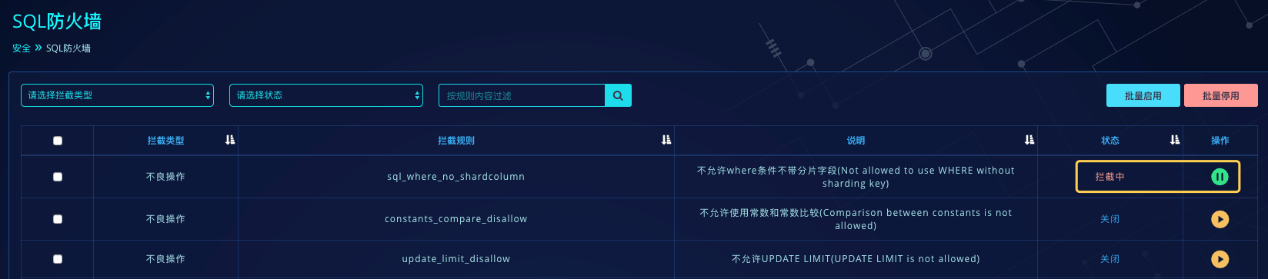 SQL防火墙
安全 » SQL防火墙
请选择拦截类型 请选择状态 按规则内容过滤 批量启用 批量停用
拦截类型 拦截规则 说明 状态 操作
不良操作 sql_where_no_shardcolumn 不允许where条件不带分片字段(Not allowed to use WHERE without
sharding key) 拦截中
不良操作 constants_compare_disallow 不允许使用常数和常数比较(Comparison between constants is not
allowed) 关闭
不良操作 update_limit_disallow 不允许UPDATE LIMIT(UPDATE LIMIT is not allowed) 关闭